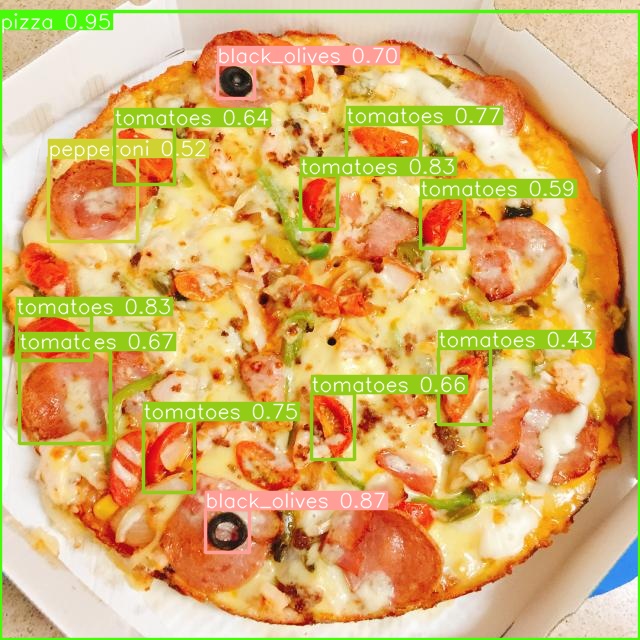 pizza 0.95
black_olives 0.70
tomatoes 0.64
tomatoes 0.77
pepperoni 0.52
tomatoes 0.83
tomatoes 0.59
tomatoes 0.83
tomatces 0.67
tomatoes 0.43
tomatoes 0.66
tomatoes 0.75
black_olives 0.87